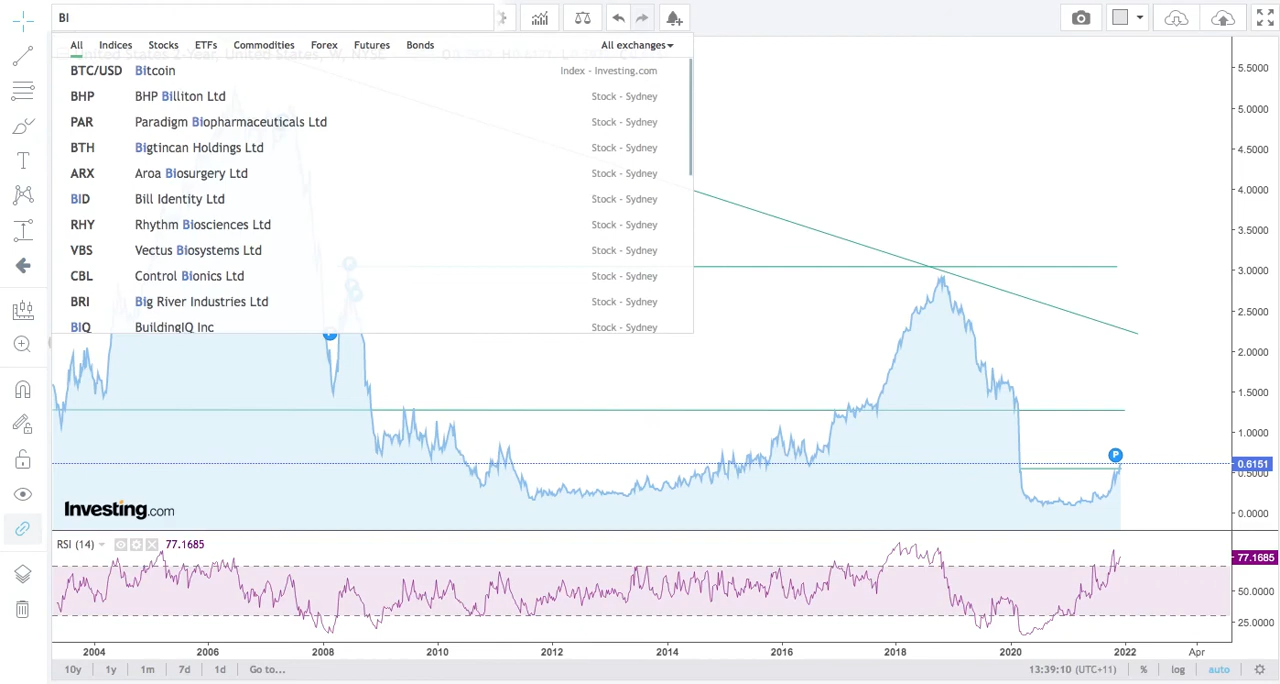 BI
All Indices Stocks ETFs Commodities Forex Futures Bonds All exchanges
BTC/USD Bitcoin Index - Investing.com
BHP BHP Billiton Ltd Stock - Sydney
PAR Paradigm Biopharmaceuticals Ltd Stock - Sydney
BTH Bigtincan Holdings Ltd Stock - Sydney
ARX Aroa Biosurgery Ltd Stock - Sydney
BID Bill Identity Ltd Stock - Sydney
RHY Rhythm Biosciences Ltd Stock - Sydney
VBS Vectus Biosystems Ltd Stock - Sydney
CBL Control Bionics Ltd Stock - Sydney
BRI Big River Industries Ltd Stock - Sydney
BIQ BuildingIQ Inc Stock - Sydney
5.5000
5.0000
4.5000
4.0000
3.5000
3.0000
2.5000
2.0000
1.5000
1.0000
0.6151
0.5000
0.0000
P
P
Investing.com
RSI (14) 77.1685
77.1685
50.0000
25.0000
2004 2006 2008 2010 2012 2014 2016 2018 2020 2022 Apr
10y 1y 1m 7d 1d Go to... 13:39:10 (UTC+11) % log auto